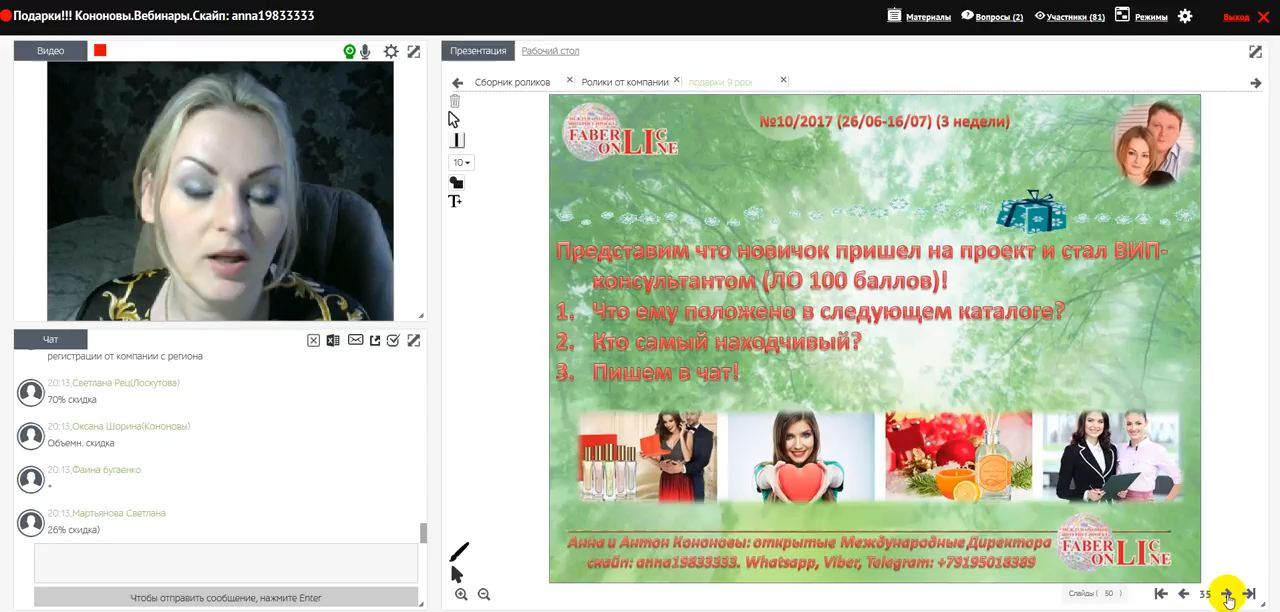 Подарки!!! Кононовы.Вебинары.Скайп: anna19833333
Материалы
Вопросы (2)
Участники (81)
Режимы
Выход
Видео
Презентация
Рабочий стол
Сборник роликов
Ролики от компании
подарки 9
10
№10/2017 (26/06-16/07) (3 недели)
МЕЖДУНАРОДНЫЙ
ИНТЕРНЕТ-ПРОЕКТ
FABERLIC
ONLINE
Представим что новичок пришел на проект и стал ВИП-
консультантом (ЛО 100 баллов)!
1. Что ему положено в следующем каталоге?
2. Кто самый находчивый?
3. Пишем в чат!
Анна и Антон Кононовы: открытые Международные Директора
скайп: anna19833333. Whatsapp, Viber, Telegram: +79195018389
FABERLIC
ONLINE
Слайды ( 50 )
35
Чат
регистрации от компании с региона
20:13,Светлана Рец(Лоскутова)
70% скидка
20:13,Оксана Шорина(Кононовы)
Объемн. скидка
20:13,Фаина бугаенко
+
20:13,Мартьянова Светлана
26% скидка)
Чтобы отправить сообщение, нажмите Enter